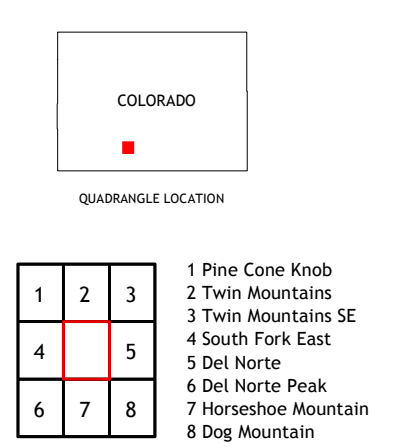 COLORADO
QUADRANGLE LOCATION
1 2 3
4 5
6 7 8
1 Pine Cone Knob
2 Twin Mountains
3 Twin Mountains SE
4 South Fork East
5 Del Norte
6 Del Norte Peak
7 Horseshoe Mountain
8 Dog Mountain